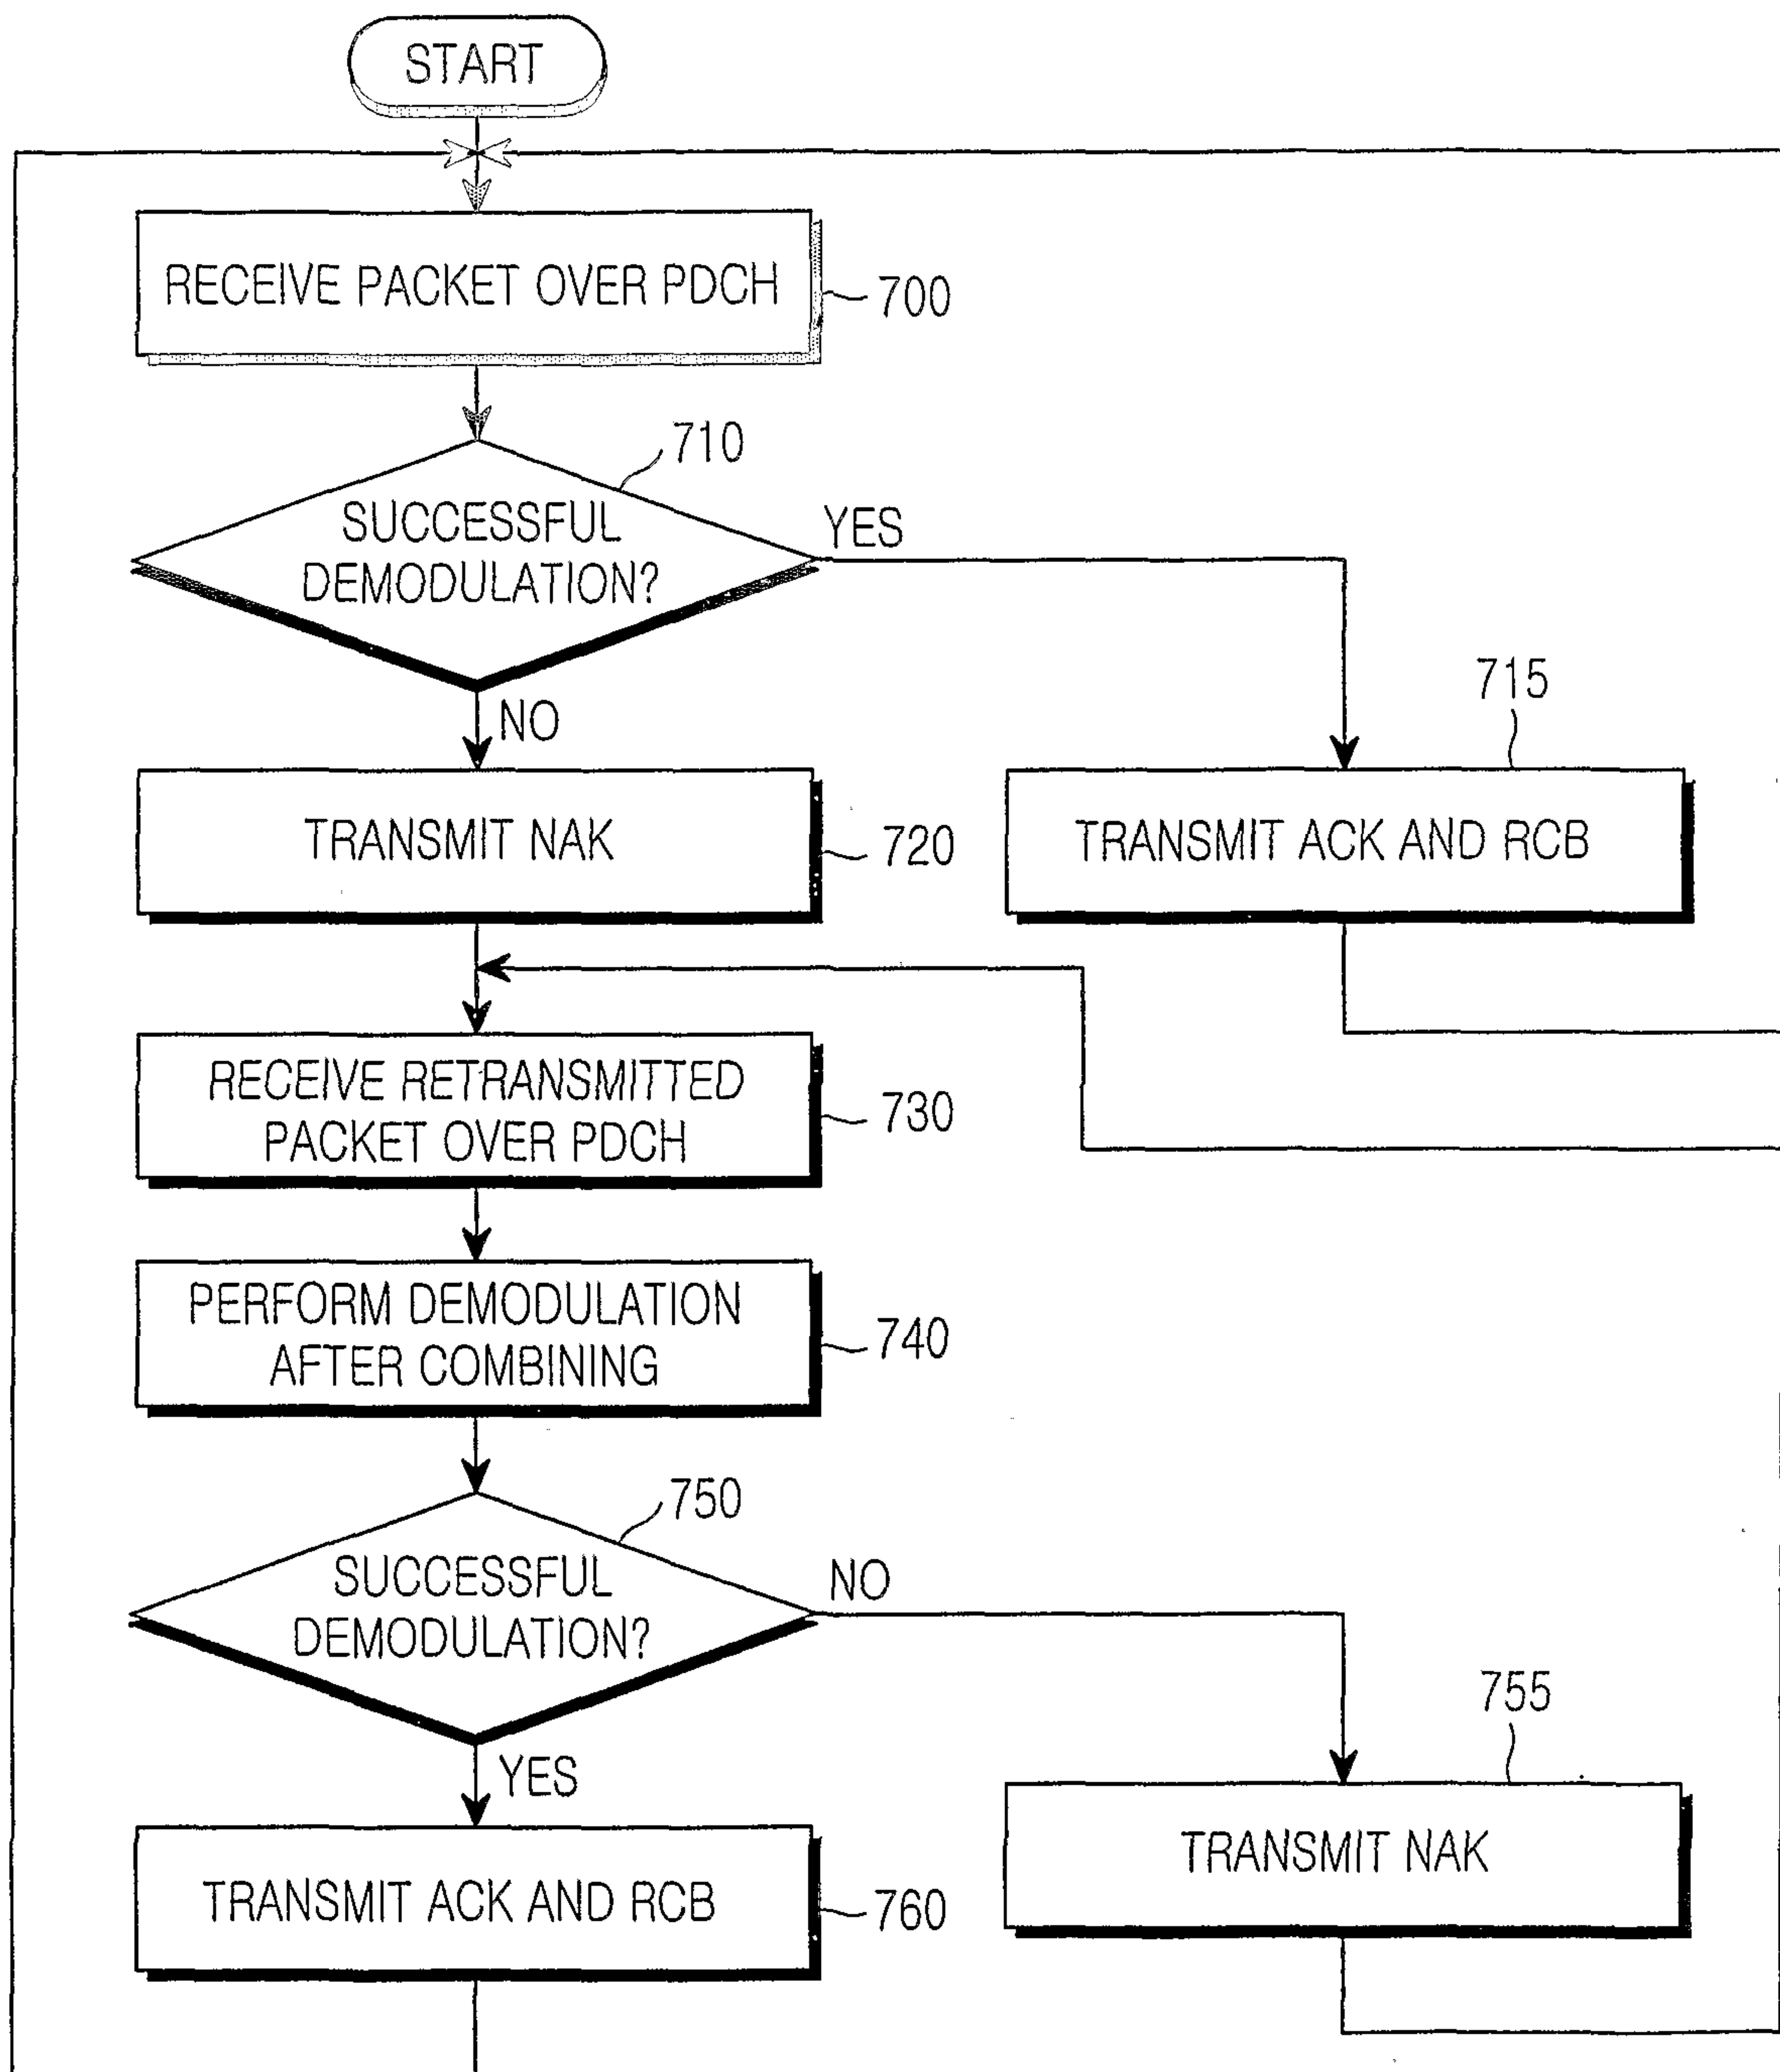 START
RECEIVE PACKET OVER PDCH
700
710
SUCCESSFUL
DEMODULATION?
YES
NO
715
TRANSMIT NAK
720
TRANSMIT ACK AND RCB
RECEIVE RETRANSMITTED
PACKET OVER PDCH
730
PERFORM DEMODULATION
AFTER COMBINING
740
750
SUCCESSFUL
DEMODULATION?
NO
YES
755
TRANSMIT NAK
TRANSMIT ACK AND RCB
760